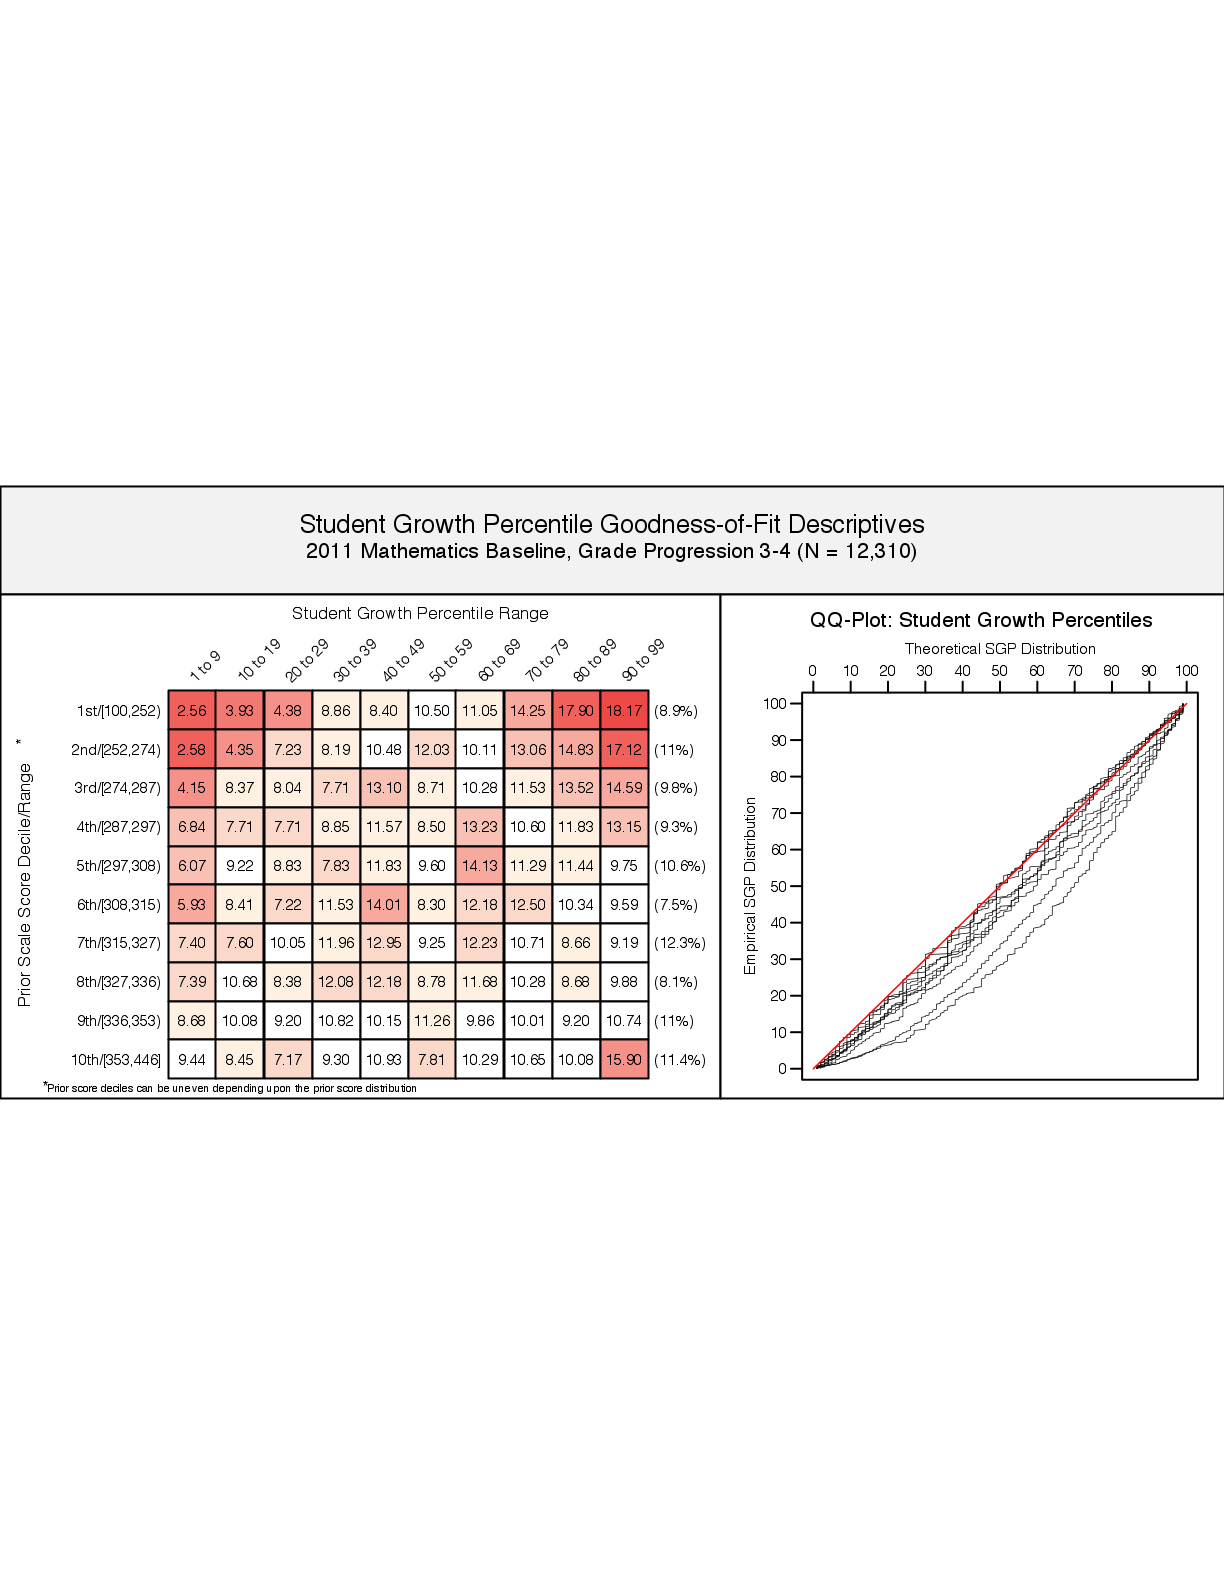 Student Growth Percentile Goodness-of-Fit Descriptives
2011 Mathematics Baseline, Grade Progression 3-4 (N = 12,310)
Student Growth Percentile Range
1 to 9 10 to 19 20 to 29 30 to 39 40 to 49 50 to 59 60 to 69 70 to 79 80 to 89 90 to 99
Prior Scale Score Decile/Range *
1st/[100,252) 2.56 3.93 4.38 8.86 8.40 10.50 11.05 14.25 17.90 18.17 (8.9%)
2nd/[252,274) 2.58 4.35 7.23 8.19 10.48 12.03 10.11 13.06 14.83 17.12 (11%)
3rd/[274,287) 4.15 8.37 8.04 7.71 13.10 8.71 10.28 11.53 13.52 14.59 (9.8%)
4th/[287,297) 6.84 7.71 7.71 8.85 11.57 8.50 13.23 10.60 11.83 13.15 (9.3%)
5th/[297,308) 6.07 9.22 8.83 7.83 11.83 9.60 14.13 11.29 11.44 9.75 (10.6%)
6th/[308,315) 5.93 8.41 7.22 11.53 14.01 8.30 12.18 12.50 10.34 9.59 (7.5%)
7th/[315,327) 7.40 7.60 10.05 11.96 12.95 9.25 12.23 10.71 8.66 9.19 (12.3%)
8th/[327,336) 7.39 10.68 8.38 12.08 12.18 8.78 11.68 10.28 8.68 9.88 (8.1%)
9th/[336,353) 8.68 10.08 9.20 10.82 10.15 11.26 9.86 10.01 9.20 10.74 (11%)
10th/[353,446] 9.44 8.45 7.17 9.30 10.93 7.81 10.29 10.65 10.08 15.90 (11.4%)
*Prior score deciles can be uneven depending upon the prior score distribution
QQ-Plot: Student Growth Percentiles
Theoretical SGP Distribution
0 10 20 30 40 50 60 70 80 90 100
Empirical SGP Distribution
100
90
80
70
60
50
40
30
20
10
0